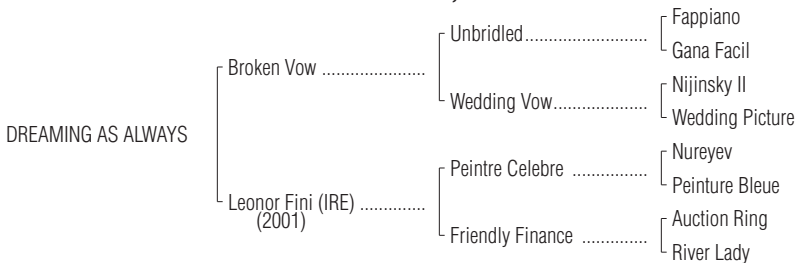 Fappiano
Unbridled..........................
Gana Facil
Broken Vow ......................
Nijinsky II
Wedding Vow....................
Wedding Picture
DREAMING AS ALWAYS
Nureyev
Peintre Celebre ................
Peinture Bleue
Leonor Fini (IRE) ..............
(2001)
Auction Ring
Friendly Finance ..............
River Lady